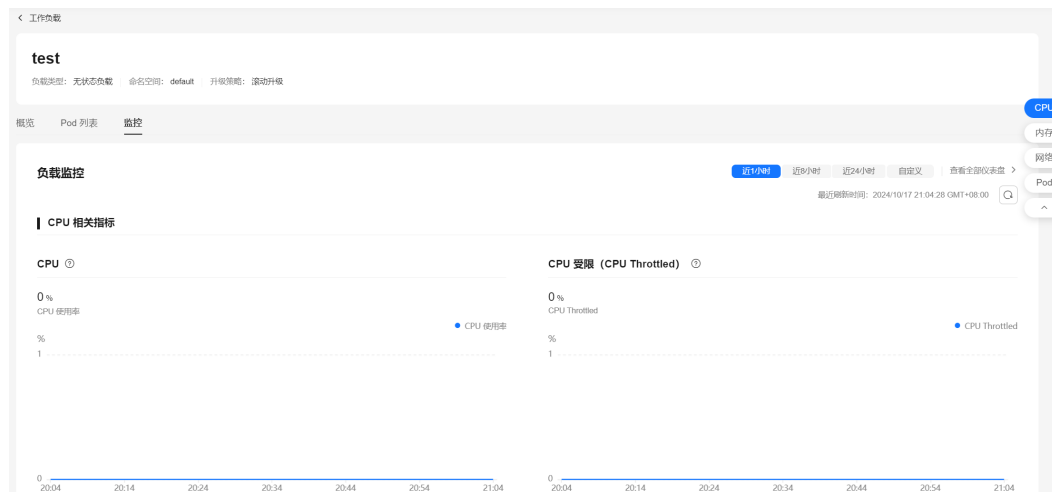 工作负载
test
负载类型： 无状态负载 命名空间： default 升级策略： 滚动升级
概览 Pod 列表 监控
CPU
内存
网络
Pod
负载监控
近1小时 近8小时 近24小时 自定义 查看全部仪表盘
最近刷新时间：2024/10/17 21:04:28 GMT+08:00
CPU 相关指标
CPU
0 %
CPU 使用率
CPU 使用率
%
1
0
20:04 20:14 20:24 20:34 20:44 20:54 21:04
CPU 受限（CPU Throttled）
0 %
CPU Throttled
CPU Throttled
%
1
0
20:04 20:14 20:24 20:34 20:44 20:54 21:04